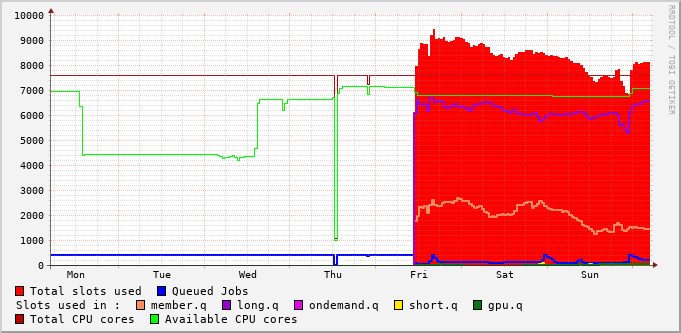 RRDTOOL / TOBI OETIKER
10000
9000
8000
7000
6000
5000
4000
3000
2000
1000
0
Mon Tue Wed Thu Fri Sat Sun
Total slots used Queued Jobs
Slots used in : member.q long.q ondemand.q short.q gpu.q
Total CPU cores Available CPU cores